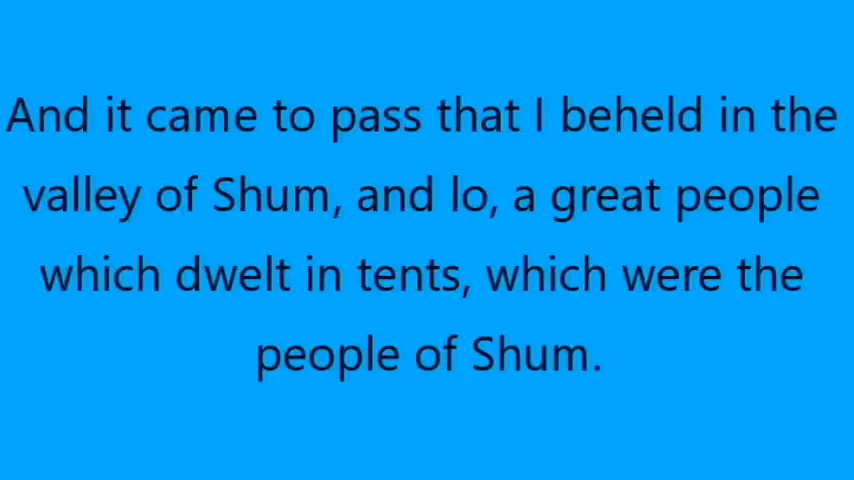 And it came to pass that I beheld in the
valley of Shum, and lo, a great people
which dwelt in tents, which were the
people of Shum.